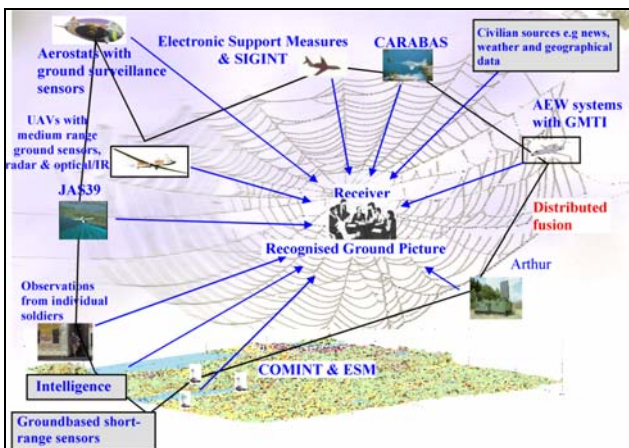 Aerostats with
ground surveillance
sensors
Electronic Support Measures
& SIGINT
CARABAS
Civilian sources e.g news,
weather and geographical
data
UAVs with
medium range
ground sensors,
radar & optical/IR
AEW systems
with GMTI
JAS39
Receiver
Distributed
fusion
Recognised Ground Picture
Arthur
Observations
from individual
soldiers
COMINT & ESM
Intelligence
Groundbased short-
range sensors